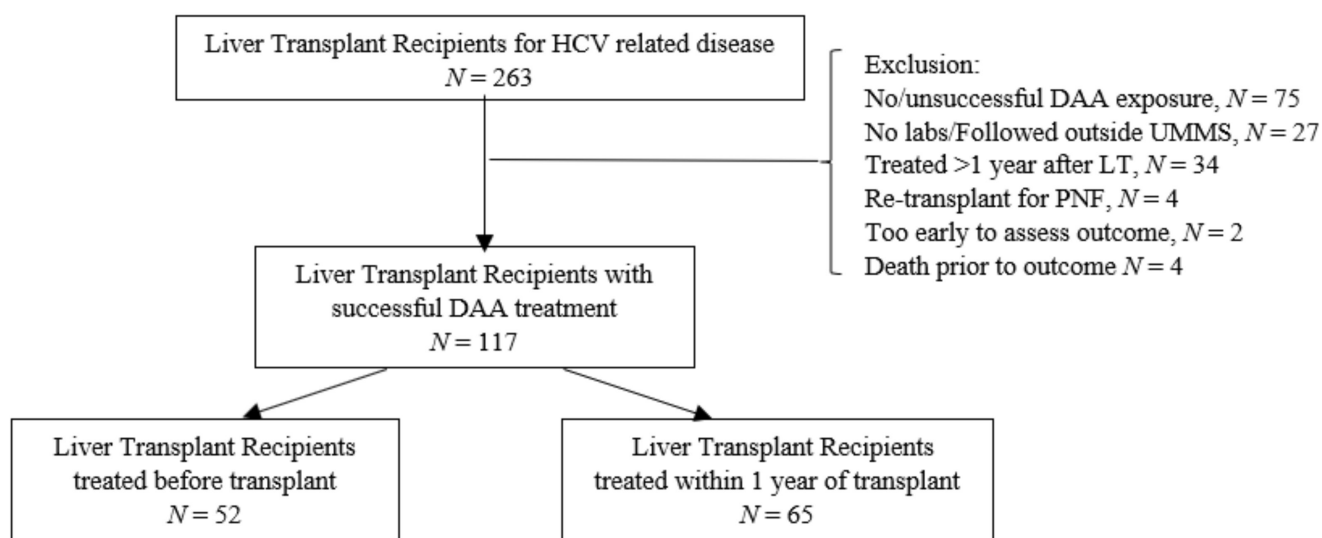 Liver Transplant Recipients for HCV related disease
N = 263
Exclusion:
No/unsuccessful DAA exposure, N = 75
No labs/Followed outside UMMS, N = 27
Treated >1 year after LT, N = 34
Re-transplant for PNF, N = 4
Too early to assess outcome, N = 2
Death prior to outcome N = 4
Liver Transplant Recipients with
successful DAA treatment
N = 117
Liver Transplant Recipients
treated before transplant
N = 52
Liver Transplant Recipients
treated within 1 year of transplant
N = 65